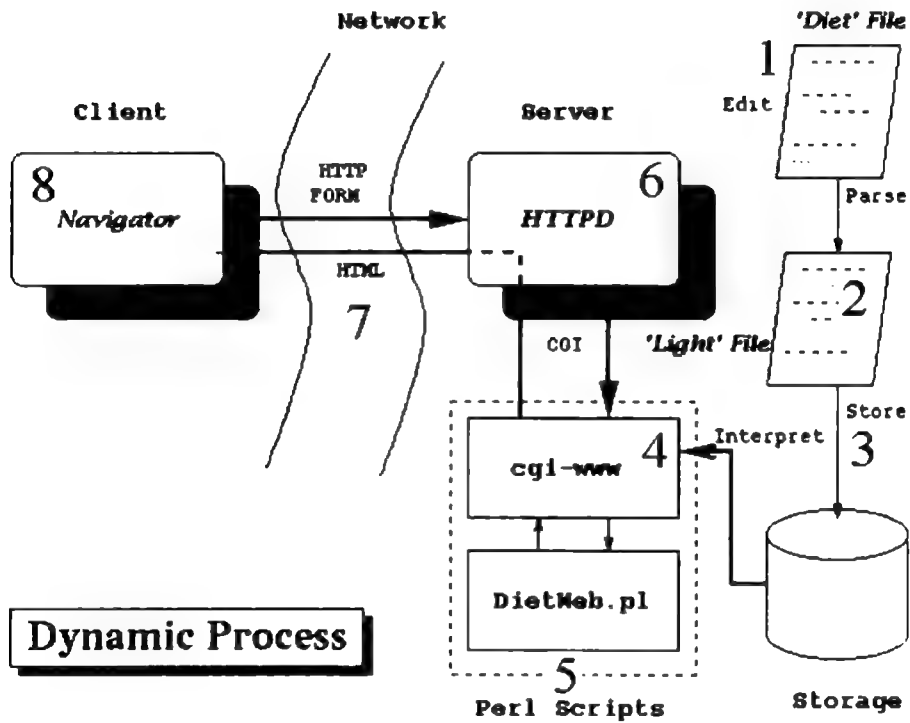 Network
'Diet' File
1
Edit
Client
Server
8
Navigator
HTTP
FORM
6
HTTPD
Parse
HTML
7
2
CGI
'Light' File
Store
3
Interpret
4
cgi-www
DietWeb.pl
Dynamic Process
5
Perl Scripts
Storage